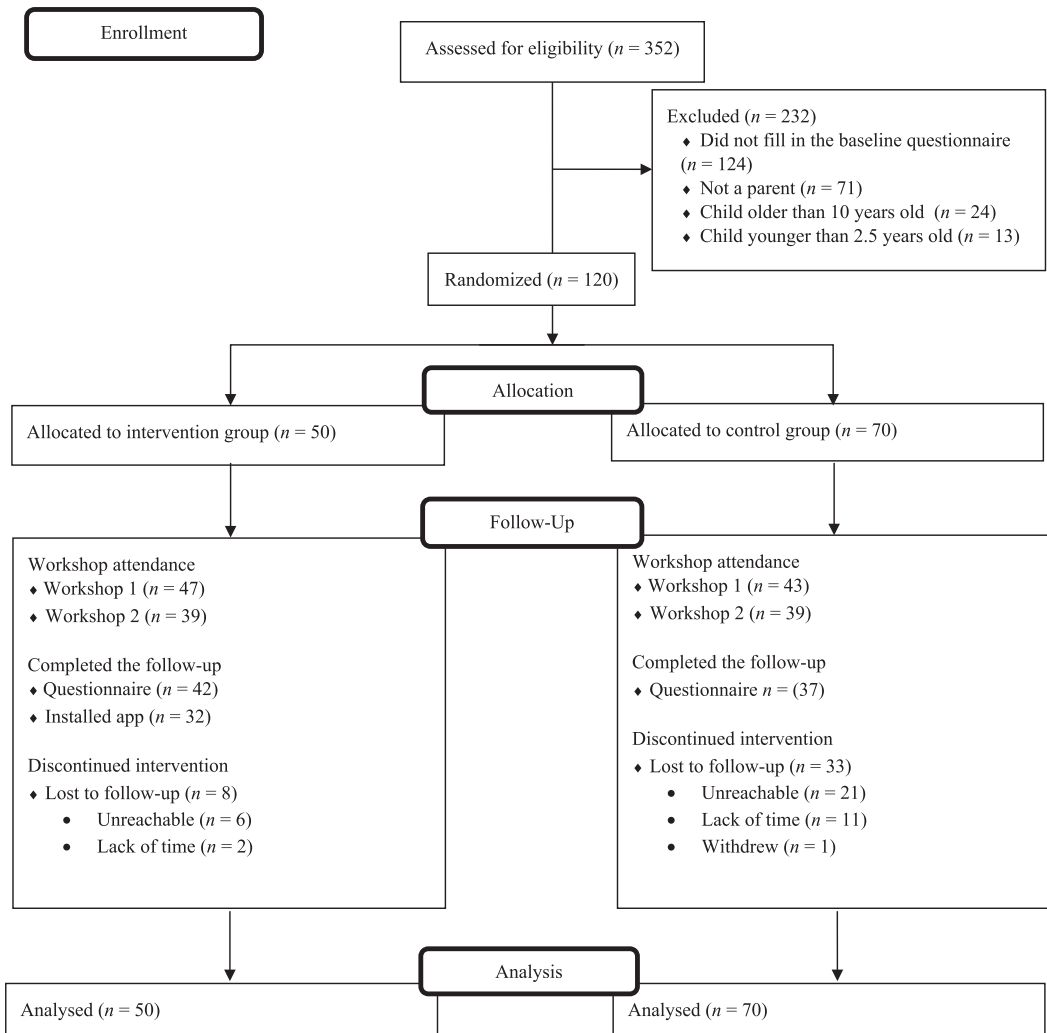 Enrollment
Assessed for eligibility (n = 352)
Excluded (n = 232)
♦ Did not fill in the baseline questionnaire
(n = 124)
♦ Not a parent (n = 71)
♦ Child older than 10 years old (n = 24)
♦ Child younger than 2.5 years old (n = 13)
Randomized (n = 120)
Allocation
Allocated to intervention group (n = 50)
Allocated to control group (n = 70)
Follow-Up
Workshop attendance
♦ Workshop 1 (n = 47)
♦ Workshop 2 (n = 39)
Completed the follow-up
♦ Questionnaire (n = 42)
♦ Installed app (n = 32)
Discontinued intervention
♦ Lost to follow-up (n = 8)
• Unreachable (n = 6)
• Lack of time (n = 2)
Workshop attendance
♦ Workshop 1 (n = 43)
♦ Workshop 2 (n = 39)
Completed the follow-up
♦ Questionnaire n = (37)
Discontinued intervention
♦ Lost to follow-up (n = 33)
• Unreachable (n = 21)
• Lack of time (n = 11)
• Withdrew (n = 1)
Analysis
Analysed (n = 50)
Analysed (n = 70)